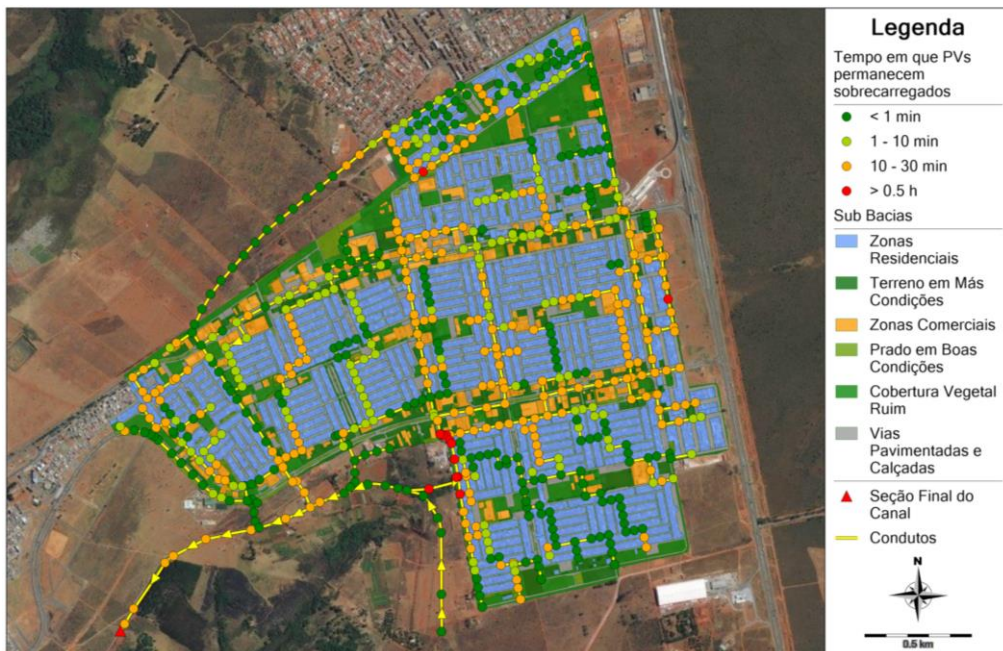 Legenda
Tempo em que PVs
permanecem
sobrecarregados
< 1 min
1 - 10 min
10 - 30 min
> 0.5 h
Sub Bacias
Zonas
Residenciais
Terreno em Más
Condições
Zonas Comerciais
Prado em Boas
Condições
Cobertura Vegetal
Ruim
Vias
Pavimentadas e
Calçadas
Seção Final do
Canal
Condutos
N
0.5 km